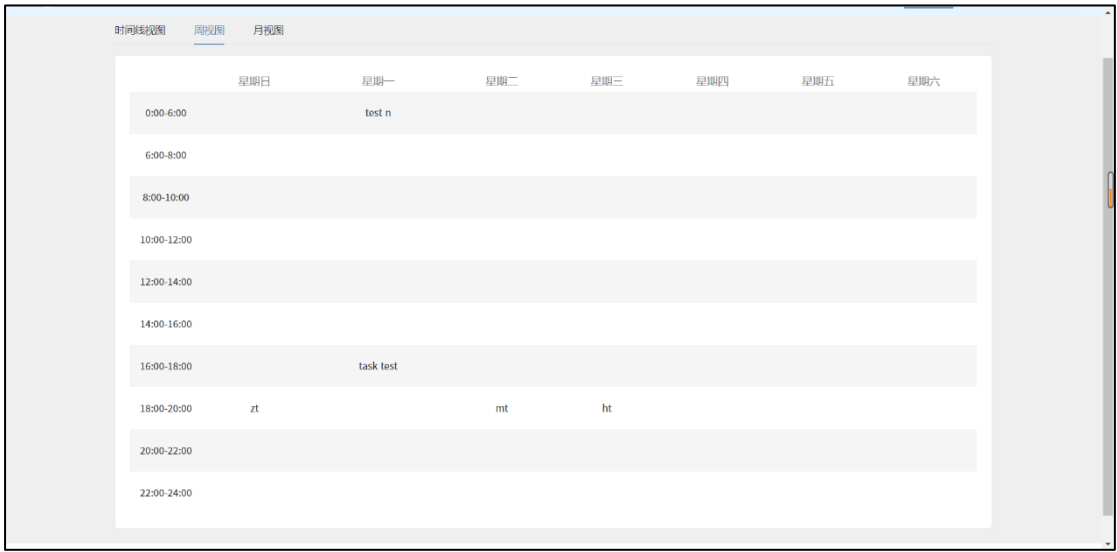 时间线视图 周视图 月视图
星期日 星期一 星期二 星期三 星期四 星期五 星期六
0:00-6:00 test n
6:00-8:00
8:00-10:00
10:00-12:00
12:00-14:00
14:00-16:00
16:00-18:00 task test
18:00-20:00 zt mt ht
20:00-22:00
22:00-24:00